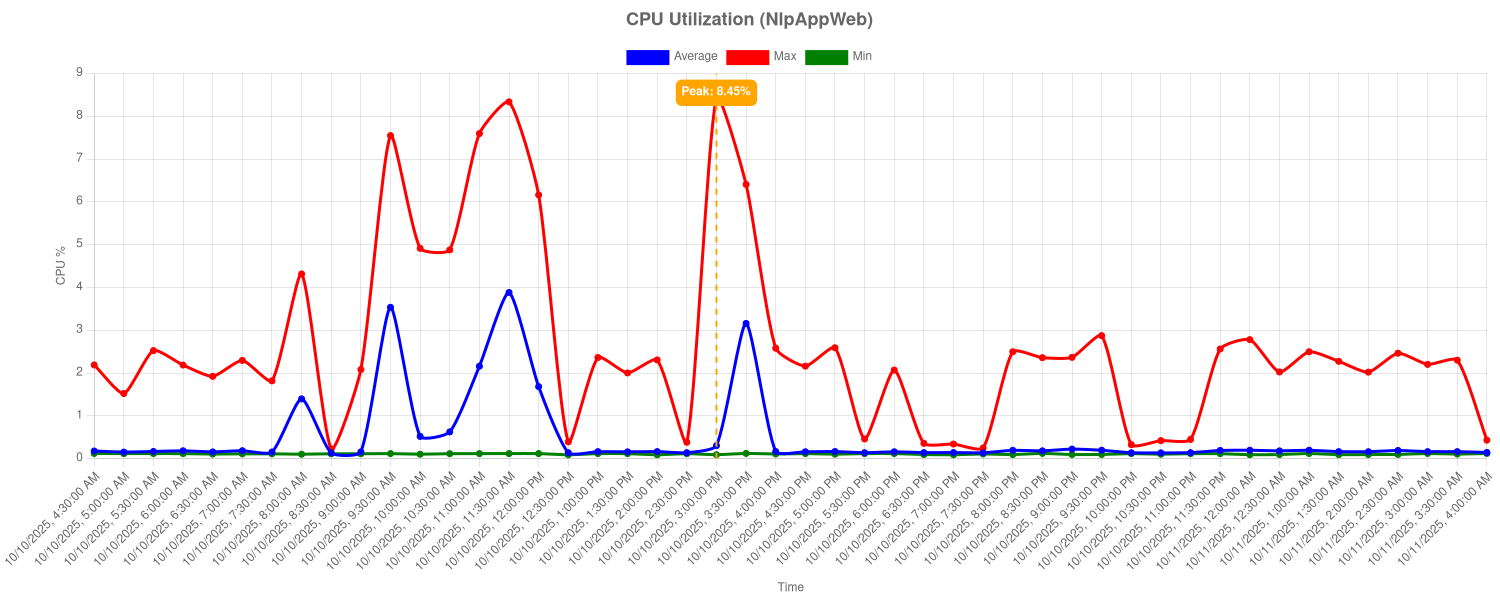 CPU Utilization (NlpAppWeb)
Average Max Min
Peak: 8.45%
9
8
7
6
5
4
3
2
1
0
CPU %
10/10/2025, 4:30:00 AM
10/10/2025, 5:00:00 AM
10/10/2025, 5:30:00 AM
10/10/2025, 6:00:00 AM
10/10/2025, 6:30:00 AM
10/10/2025, 7:00:00 AM
10/10/2025, 7:30:00 AM
10/10/2025, 8:00:00 AM
10/10/2025, 8:30:00 AM
10/10/2025, 9:00:00 AM
10/10/2025, 9:30:00 AM
10/10/2025, 10:00:00 AM
10/10/2025, 10:30:00 AM
10/10/2025, 11:00:00 AM
10/10/2025, 11:30:00 AM
10/10/2025, 12:00:00 PM
10/10/2025, 12:30:00 PM
10/10/2025, 1:00:00 PM
10/10/2025, 1:30:00 PM
10/10/2025, 2:00:00 PM
10/10/2025, 2:30:00 PM
10/10/2025, 3:00:00 PM
10/10/2025, 3:30:00 PM
10/10/2025, 4:00:00 PM
10/10/2025, 4:30:00 PM
10/10/2025, 5:00:00 PM
10/10/2025, 5:30:00 PM
10/10/2025, 6:00:00 PM
10/10/2025, 6:30:00 PM
10/10/2025, 7:00:00 PM
10/10/2025, 7:30:00 PM
10/10/2025, 8:00:00 PM
10/10/2025, 8:30:00 PM
10/10/2025, 9:00:00 PM
10/10/2025, 9:30:00 PM
10/10/2025, 10:00:00 PM
10/10/2025, 10:30:00 PM
10/10/2025, 11:00:00 PM
10/10/2025, 11:30:00 PM
10/11/2025, 12:00:00 AM
10/11/2025, 12:30:00 AM
10/11/2025, 1:00:00 AM
10/11/2025, 1:30:00 AM
10/11/2025, 2:00:00 AM
10/11/2025, 2:30:00 AM
10/11/2025, 3:00:00 AM
10/11/2025, 3:30:00 AM
10/11/2025, 4:00:00 AM
Time